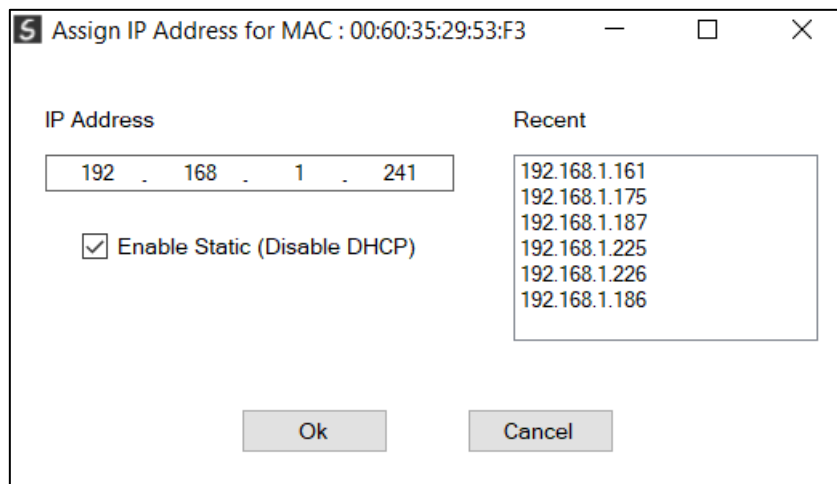 S Assign IP Address for MAC : 00:60:35:29:53:F3
IP Address
192 . 168 . 1 . 241
Enable Static (Disable DHCP)
Recent
192.168.1.161
192.168.1.175
192.168.1.187
192.168.1.225
192.168.1.226
192.168.1.186
Ok
Cancel